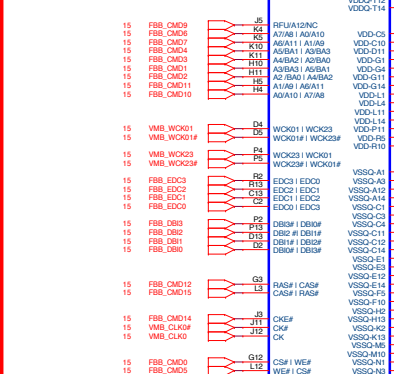 VDDQ-T12
VDDQ-T14
15 FBB_CMD9 J5 RFU/A12/NC
15 FBB_CMD6 K4 A7/A8 | A0/A10 VDD-C5
15 FBB_CMD7 K5 A6/A11 | A1/A9 VDD-C10
15 FBB_CMD4 K10 A5/BA1 | A3/BA3 VDD-D11
15 FBB_CMD3 K11 A4/BA2 | A2/BA0 VDD-G1
15 FBB_CMD1 H10 A3/BA3 | A5/BA1 VDD-G4
15 FBB_CMD2 H11 A2 /BA0 | A4/BA2 VDD-G11
15 FBB_CMD11 H5 A1/A9 | A6/A11 VDD-G14
15 FBB_CMD10 H4 A0/A10 | A7/A8 VDD-L1
VDD-L4
VDD-L11
VDD-L14
15 VMB_WCK01 D4 WCK01 | WCK23 VDD-P11
15 VMB_WCK01# D5 WCK01# | WCK23# VDD-R5
VDD-R10
15 VMB_WCK23 P4 WCK23 | WCK01
15 VMB_WCK23# P5 WCK23# | WCK01#
VSSQ-A1
15 FBB_EDC3 R2 EDC3 | EDC0 VSSQ-A3
15 FBB_EDC2 R13 EDC2 | EDC1 VSSQ-A12
15 FBB_EDC1 C13 EDC1 | EDC2 VSSQ-A14
15 FBB_EDC0 C2 EDC0 | EDC3 VSSQ-C1
VSSQ-C3
15 FBB_DBI3 P2 DBI3# | DBI0# VSSQ-C4
15 FBB_DBI2 P13 DBI2 #| DBI1# VSSQ-C11
15 FBB_DBI1 D13 DBI1# | DBI2# VSSQ-C12
15 FBB_DBI0 D2 DBI0# | DBI3# VSSQ-C14
VSSQ-E1
VSSQ-E3
VSSQ-E12
15 FBB_CMD12 G3 RAS# | CAS# VSSQ-E14
15 FBB_CMD15 L3 CAS# | RAS# VSSQ-F5
VSSQ-F10
VSSQ-H2
15 FBB_CMD14 J3 CKE# VSSQ-H13
15 VMB_CLK0# J11 CK# VSSQ-K2
15 VMB_CLK0 J12 CK VSSQ-K13
VSSQ-M5
VSSQ-M10
15 FBB_CMD0 G12 CS# | WE# VSSQ-N1
15 FBB_CMD5 L12 WE# | CS# VSSQ-N3